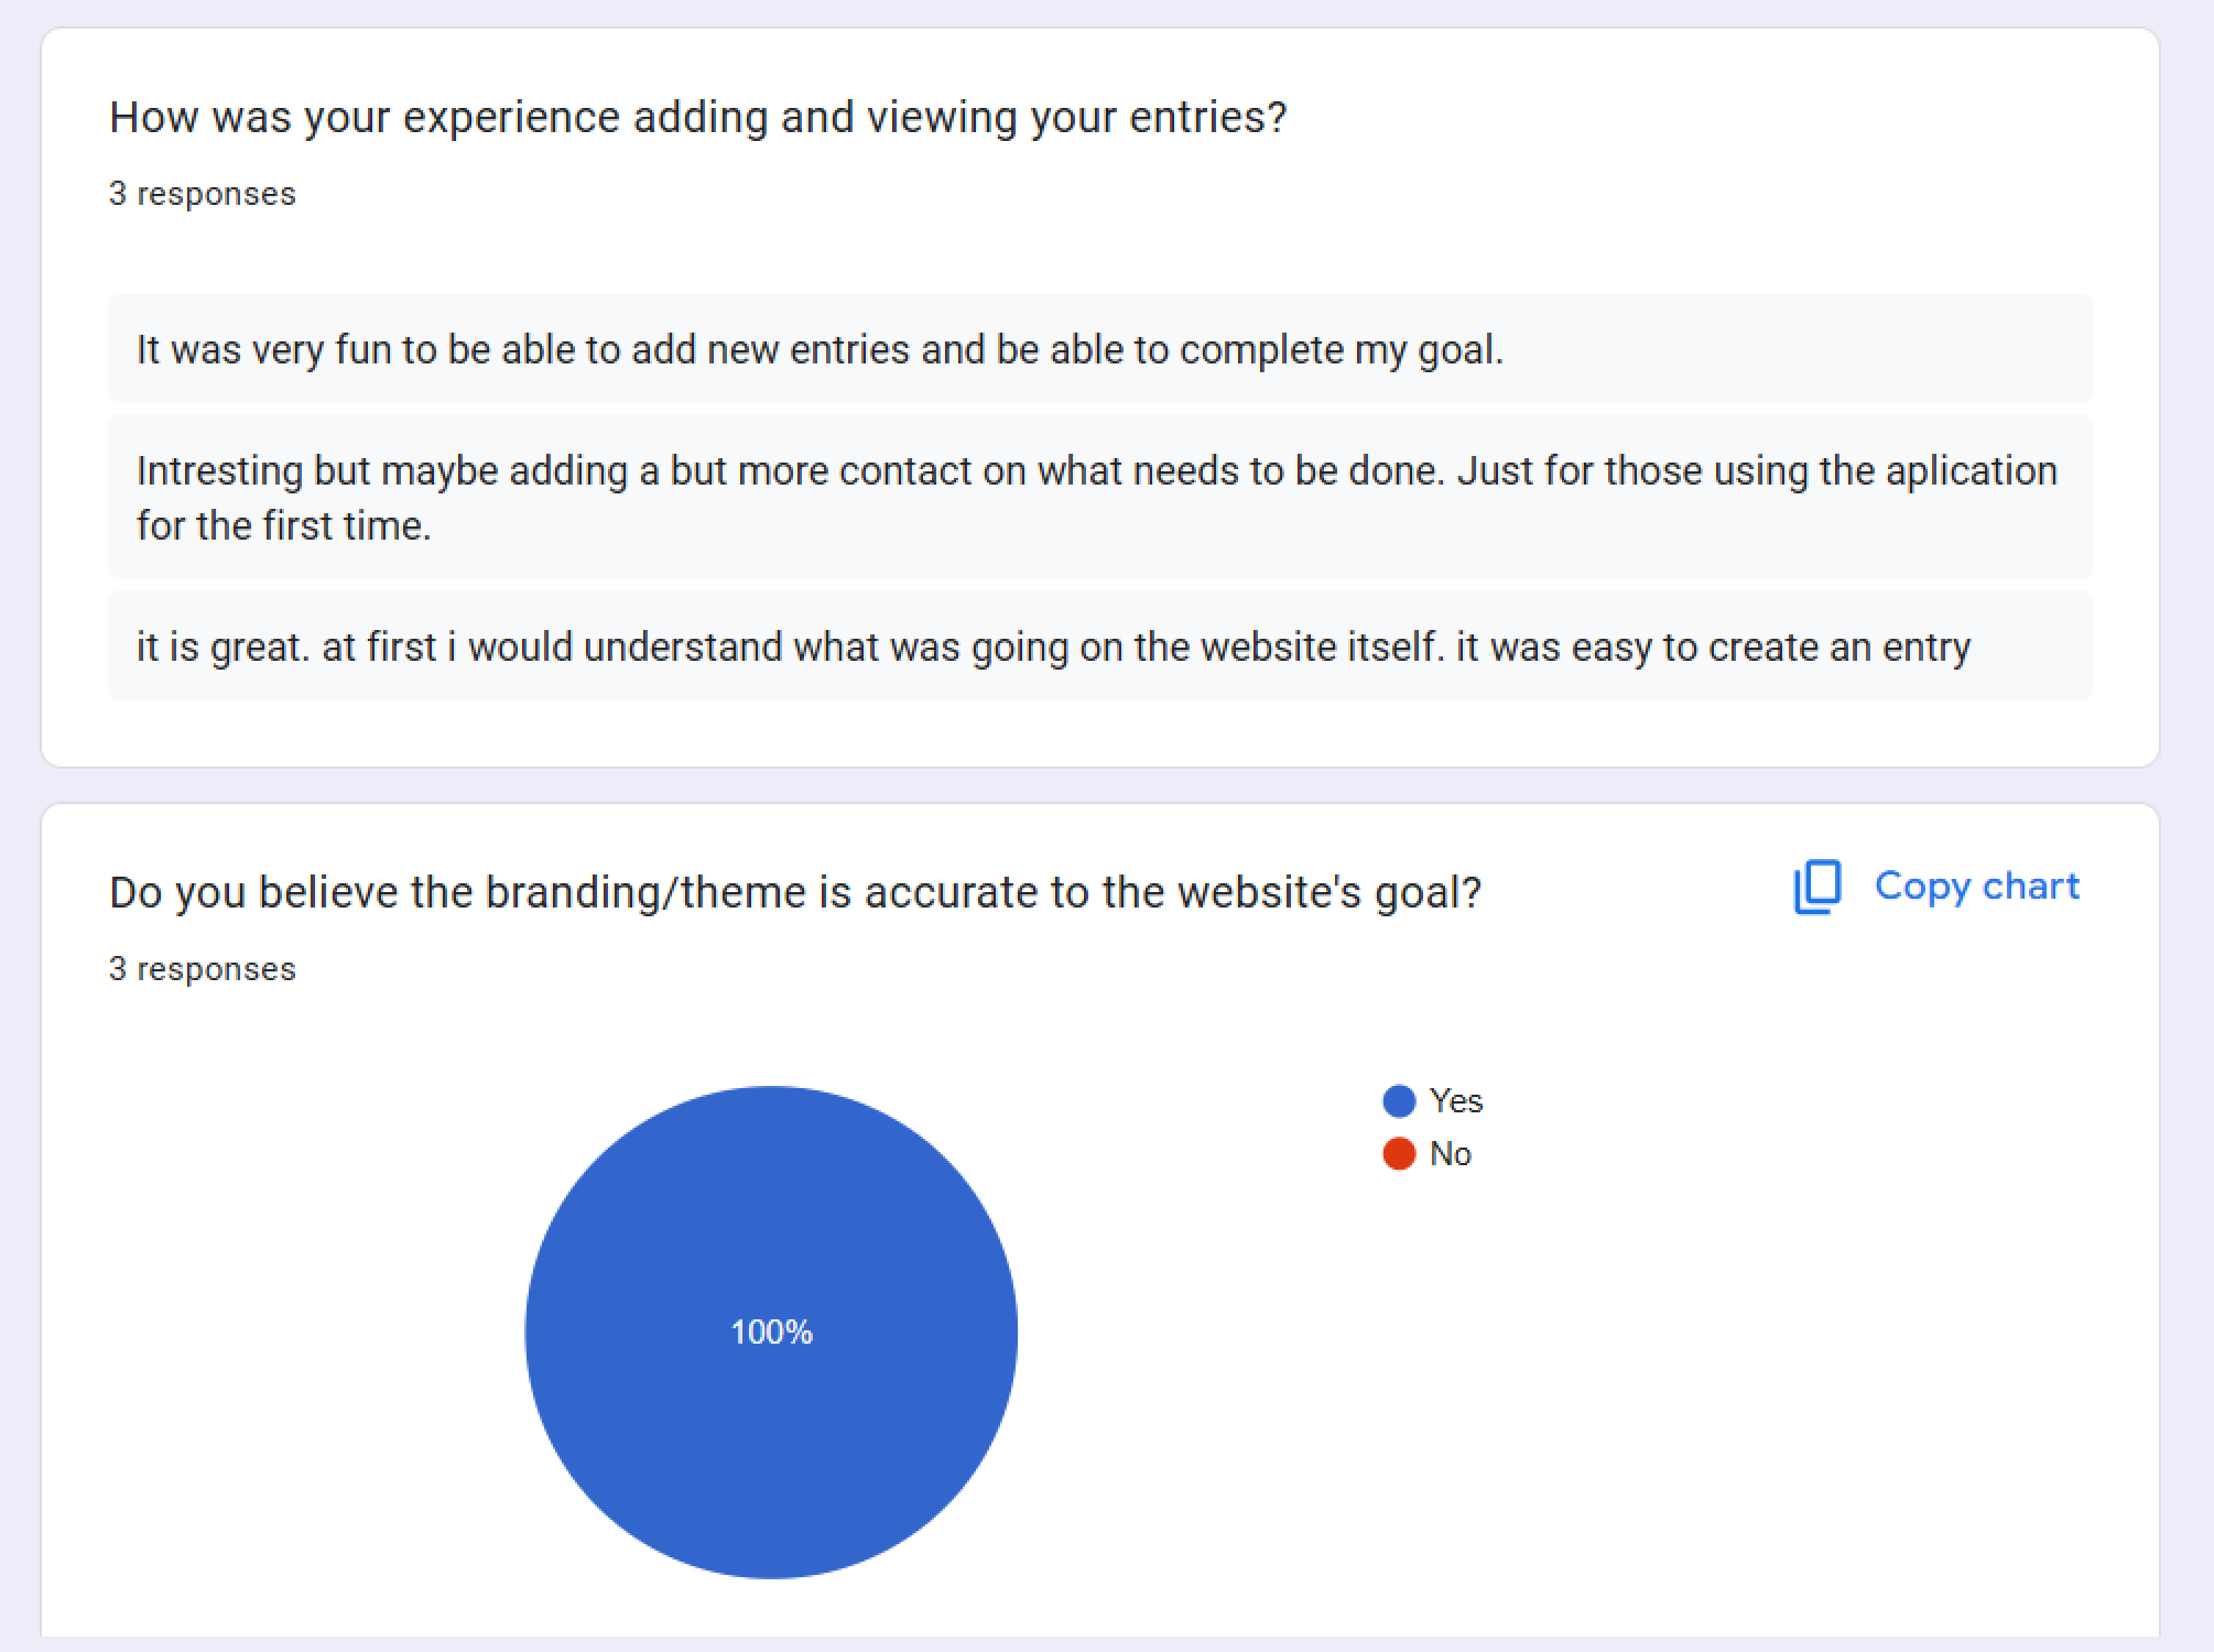 How was your experience adding and viewing your entries?
3 responses
It was very fun to be able to add new entries and be able to complete my goal.
Intresting but maybe adding a but more contact on what needs to be done. Just for those using the aplication
for the first time.
it is great. at first i would understand what was going on the website itself. it was easy to create an entry
Do you believe the branding/theme is accurate to the website's goal?
Copy chart
3 responses
Yes
No
100%